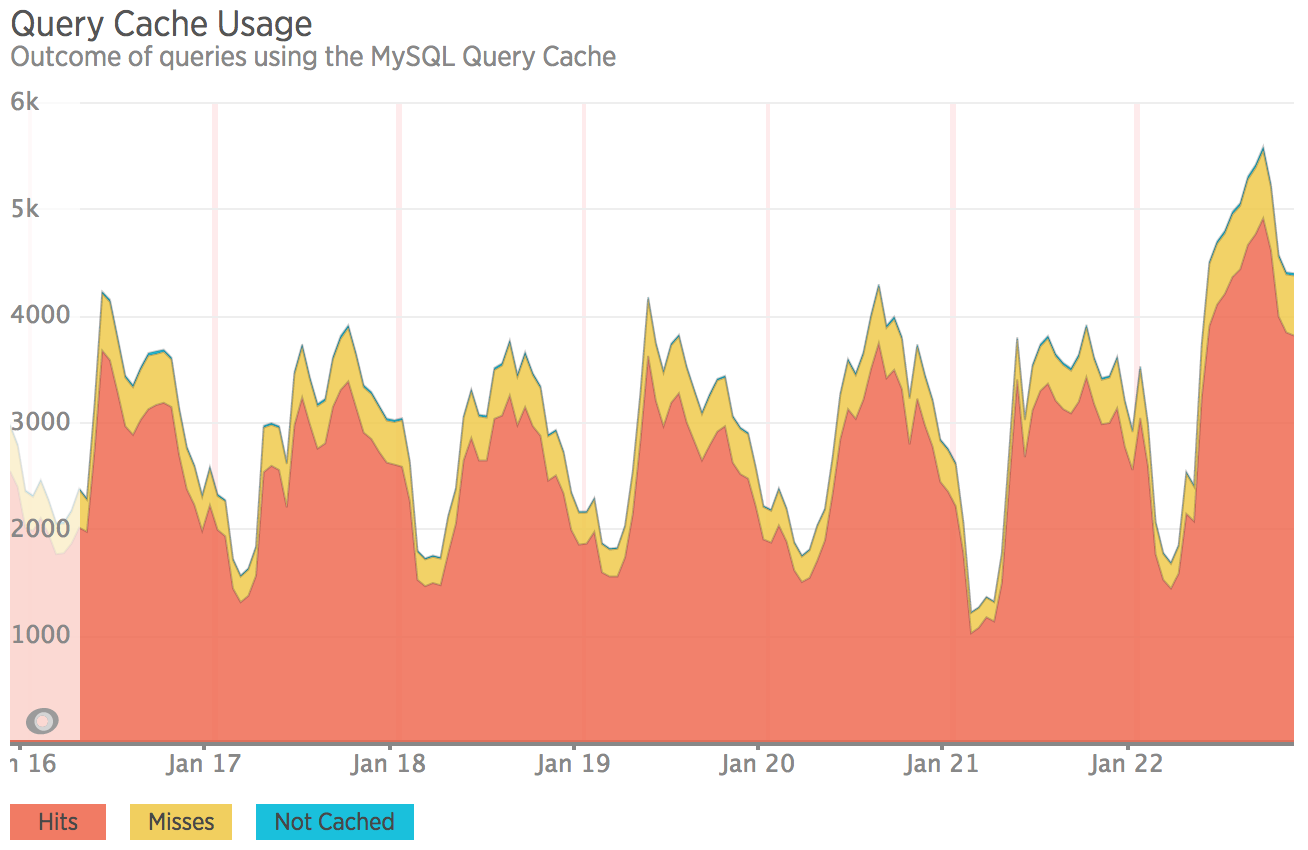 Query Cache Usage
Outcome of queries using the MySQL Query Cache
6k
5k
4000
3000
2000
1000
n 16 Jan 17 Jan 18 Jan 19 Jan 20 Jan 21 Jan 22
Hits Misses Not Cached